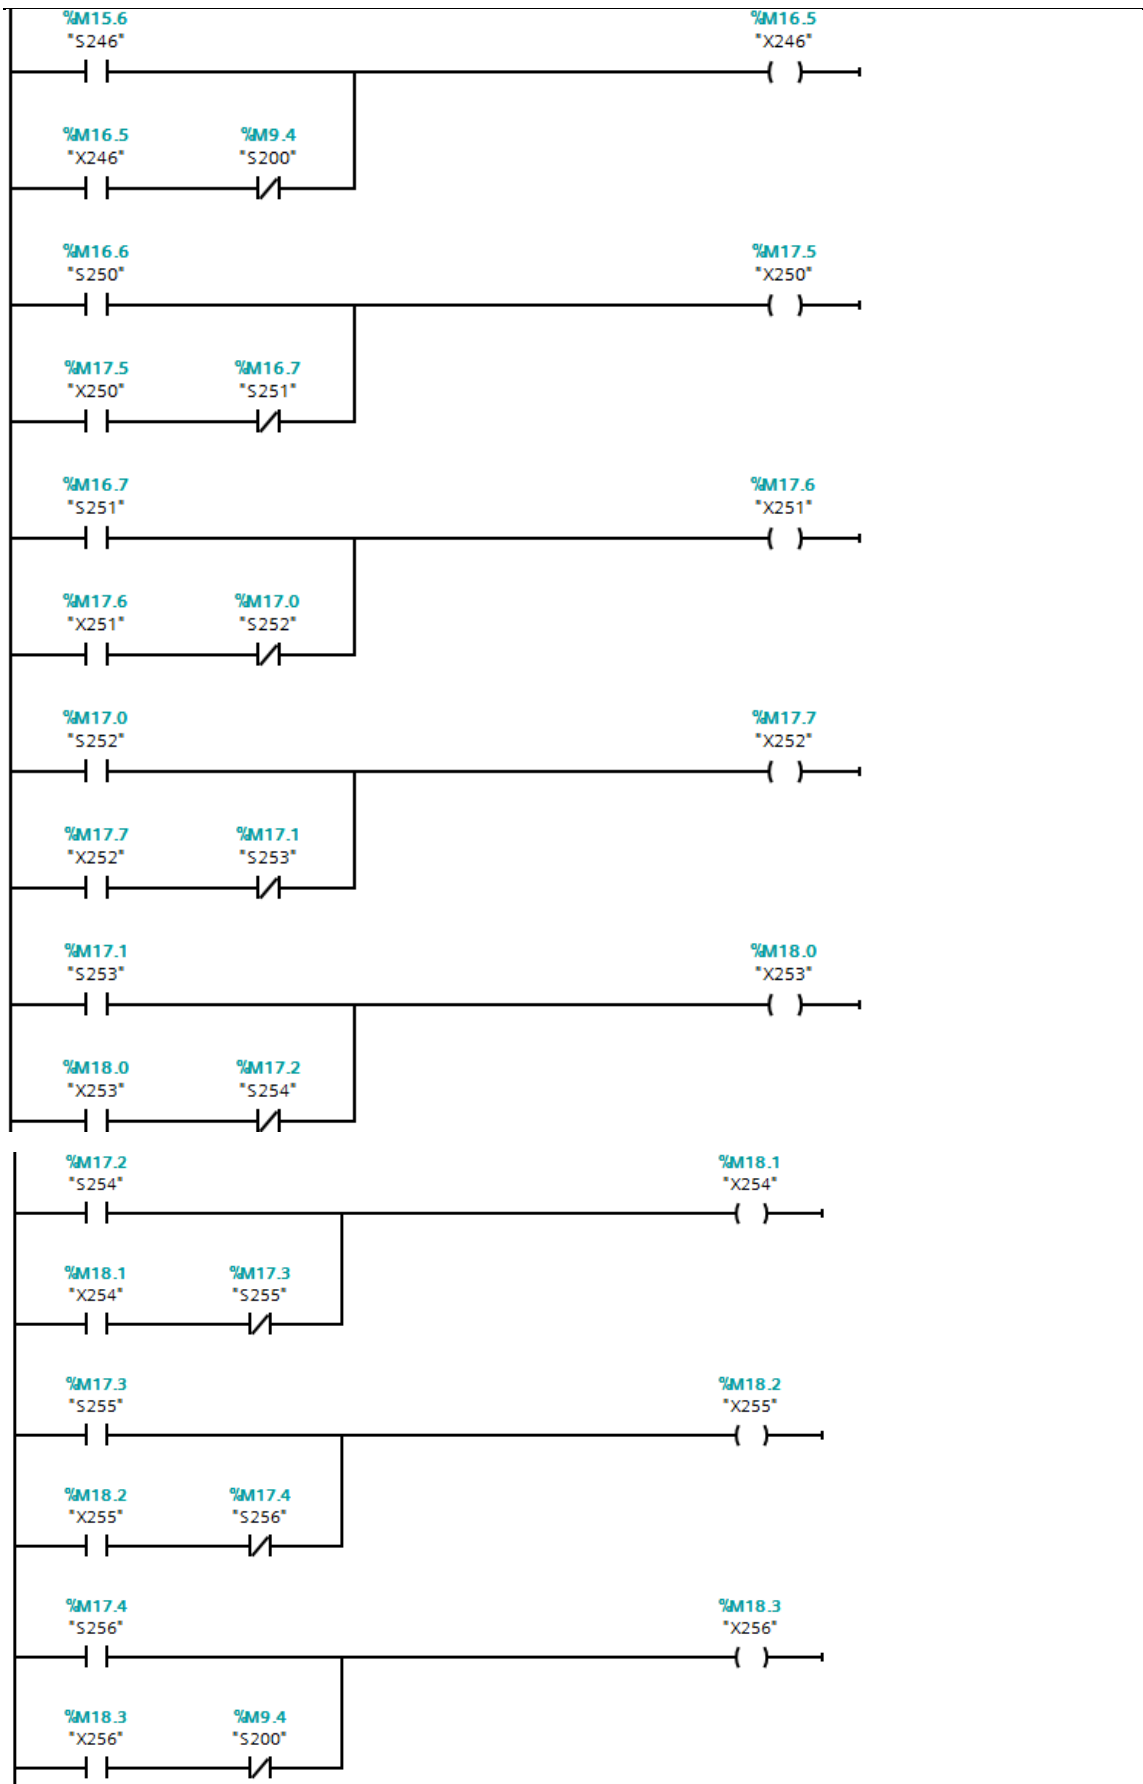 %M15.6 %M16.5
"S246" "X246"
%M16.5 %M9.4
"X246" "S200"
%M16.6 %M17.5
"S250" "X250"
%M17.5 %M16.7
"X250" "S251"
%M16.7 %M17.6
"S251" "X251"
%M17.6 %M17.0
"X251" "S252"
%M17.0 %M17.7
"S252" "X252"
%M17.7 %M17.1
"X252" "S253"
%M17.1 %M18.0
"S253" "X253"
%M18.0 %M17.2
"X253" "S254"
%M17.2 %M18.1
"S254" "X254"
%M18.1 %M17.3
"X254" "S255"
%M17.3 %M18.2
"S255" "X255"
%M18.2 %M17.4
"X255" "S256"
%M17.4 %M18.3
"S256" "X256"
%M18.3 %M9.4
"X256" "S200"